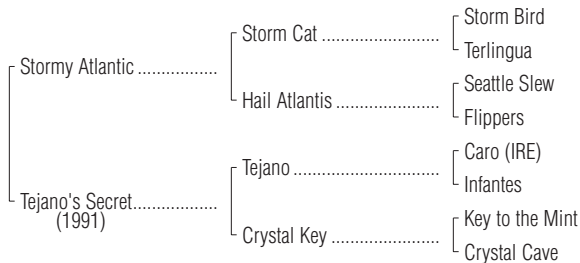 Storm Bird
Storm Cat ........................
Terlingua
Stormy Atlantic ................
Seattle Slew
Hail Atlantis .....................
Flippers
Caro (IRE)
Tejano ..............................
Infantes
Tejano's Secret.................
(1991)
Key to the Mint
Crystal Key ......................
Crystal Cave